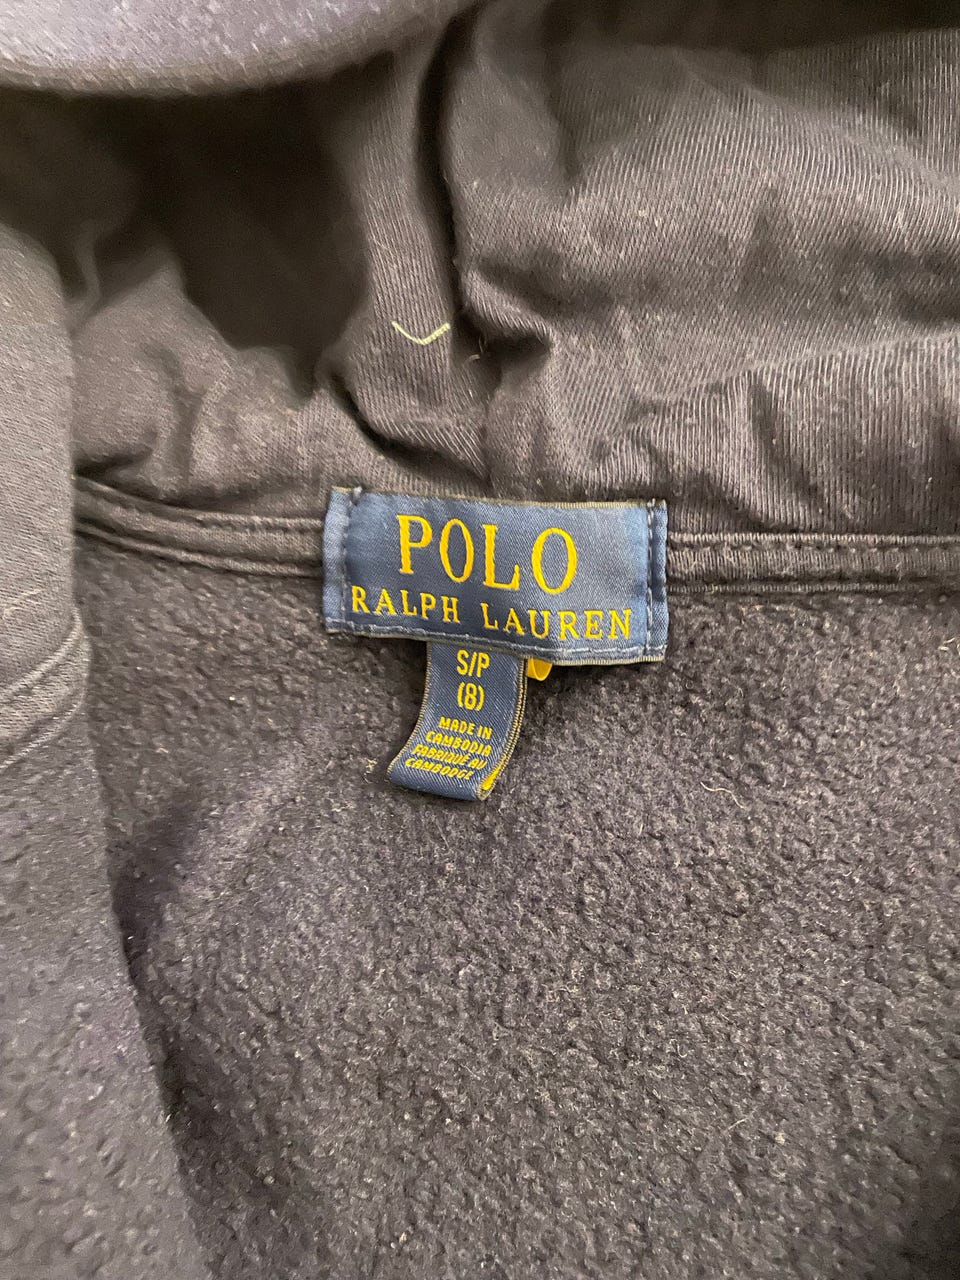 POLO
RALPH LAUREN
S/P
(8)
MADE IN
CAMBODIA
FABRIQUÉ AU
CAMBODGE